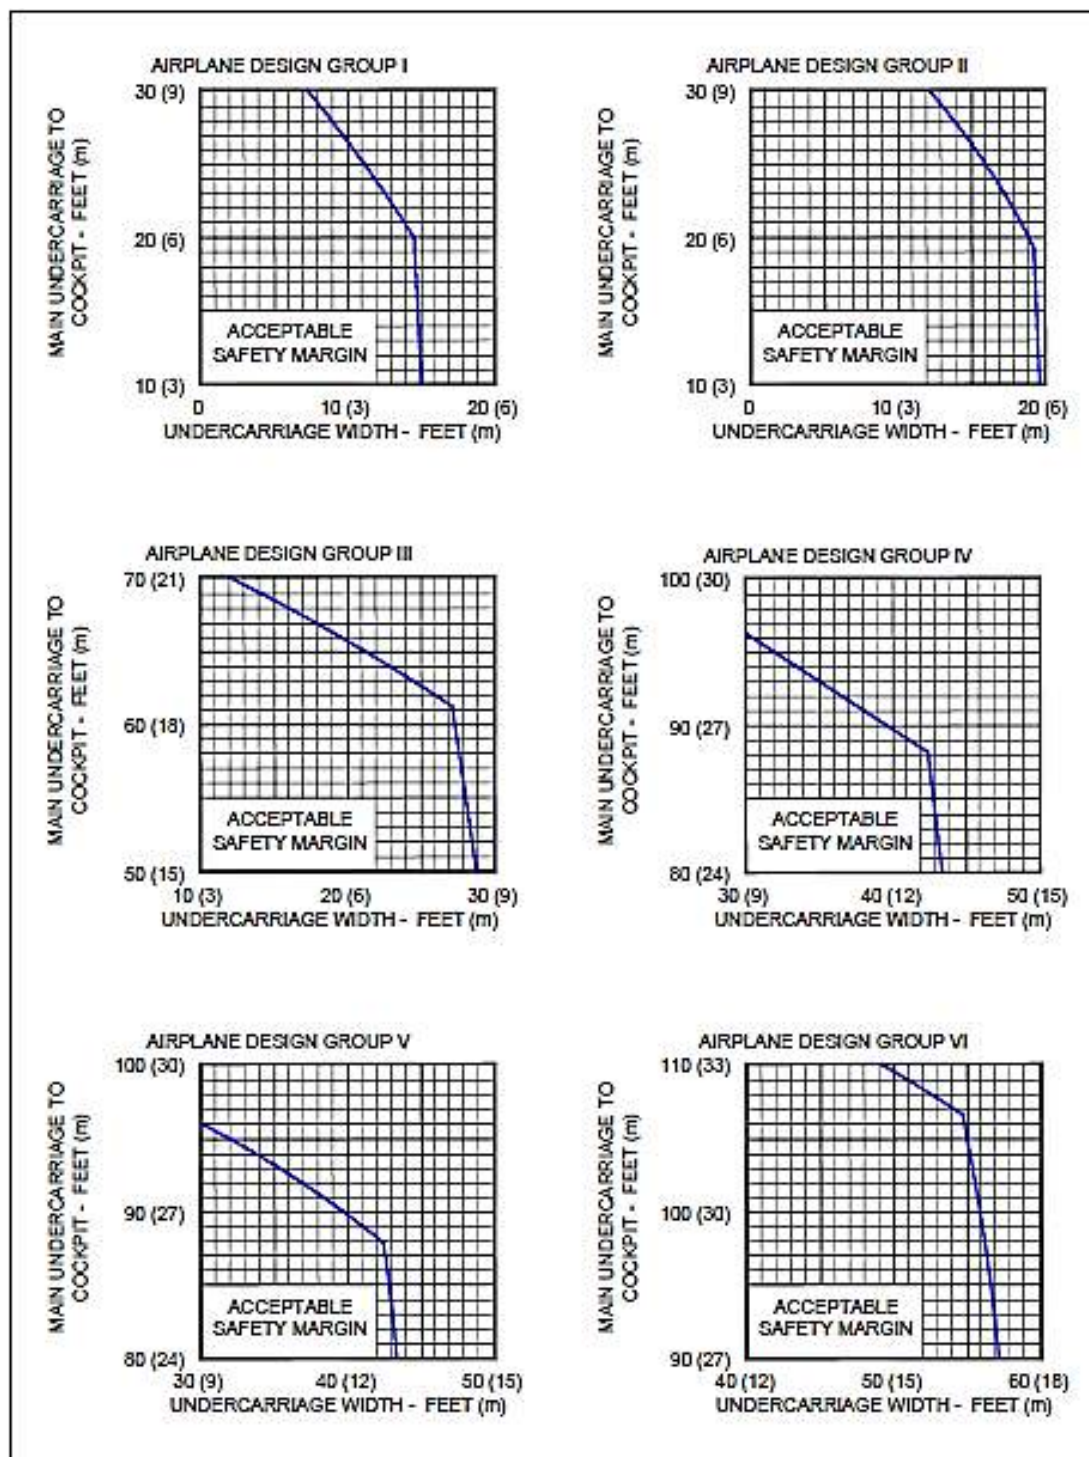 AIRPLANE DESIGN GROUP I
MAIN UNDERCARRIAGE TO
COCKPIT - FEET (m)
30 (9)
20 (6)
10 (3)
ACCEPTABLE
SAFETY MARGIN
0
10 (3)
20 (6)
UNDERCARRIAGE WIDTH - FEET (m)
AIRPLANE DESIGN GROUP II
MAIN UNDERCARRIAGE TO
COCKPIT - FEET (m)
30 (9)
20 (6)
10 (3)
ACCEPTABLE
SAFETY MARGIN
0
10 (3)
20 (6)
UNDERCARRIAGE WIDTH - FEET (m)
AIRPLANE DESIGN GROUP III
MAIN UNDERCARRIAGE TO
COCKPIT - FEET (m)
70 (21)
60 (18)
50 (15)
ACCEPTABLE
SAFETY MARGIN
10 (3)
20 (6)
30 (9)
UNDERCARRIAGE WIDTH - FEET (m)
AIRPLANE DESIGN GROUP IV
MAIN UNDERCARRIAGE TO
COCKPIT - FEET (m)
100 (30)
90 (27)
80 (24)
ACCEPTABLE
SAFETY MARGIN
30 (9)
40 (12)
50 (15)
UNDERCARRIAGE WIDTH - FEET (m)
AIRPLANE DESIGN GROUP V
MAIN UNDERCARRIAGE TO
COCKPIT - FEET (m)
100 (30)
90 (27)
80 (24)
ACCEPTABLE
SAFETY MARGIN
30 (9)
40 (12)
50 (15)
UNDERCARRIAGE WIDTH - FEET (m)
AIRPLANE DESIGN GROUP VI
MAIN UNDERCARRIAGE TO
COCKPIT - FEET (m)
110 (33)
100 (30)
90 (27)
ACCEPTABLE
SAFETY MARGIN
40 (12)
50 (15)
60 (18)
UNDERCARRIAGE WIDTH - FEET (m)